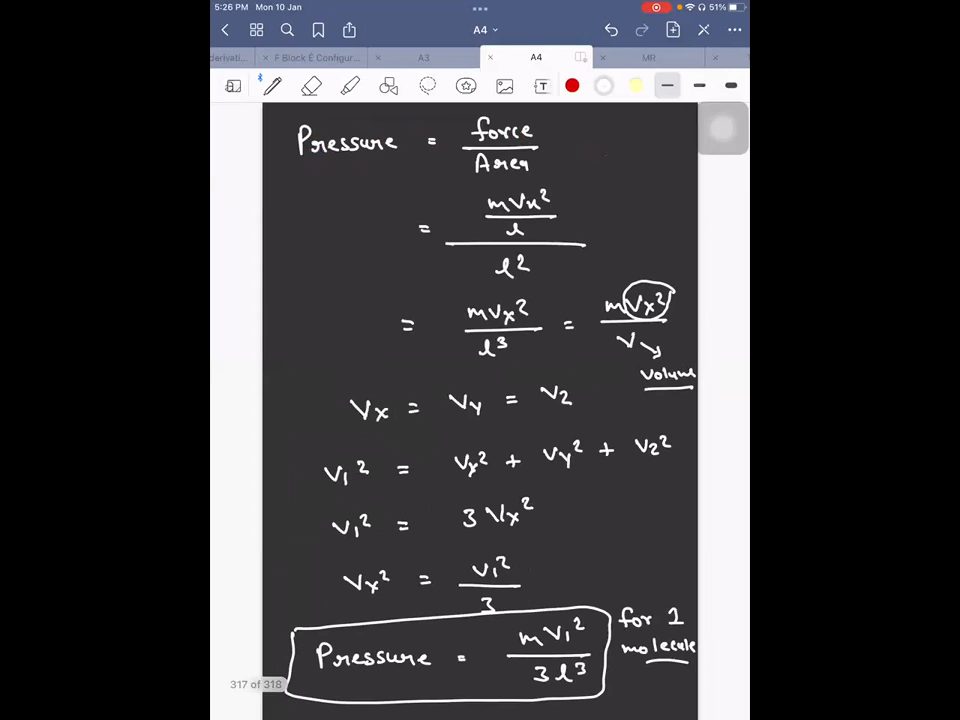 5:26 PM Mon 10 Jan 51%
A4
derivati... F Block E Configur... A3 A4 MR
Pressure = force / Area
= mVx² / l / l²
= mVx² / l³ = mVx² / V → volume
Vx = Vy = Vz
V₁² = Vx² + Vy² + Vz²
V₁² = 3Vx²
Vx² = V₁² / 3
Pressure = mV₁² / 3l³ for 1 molecule
317 of 318